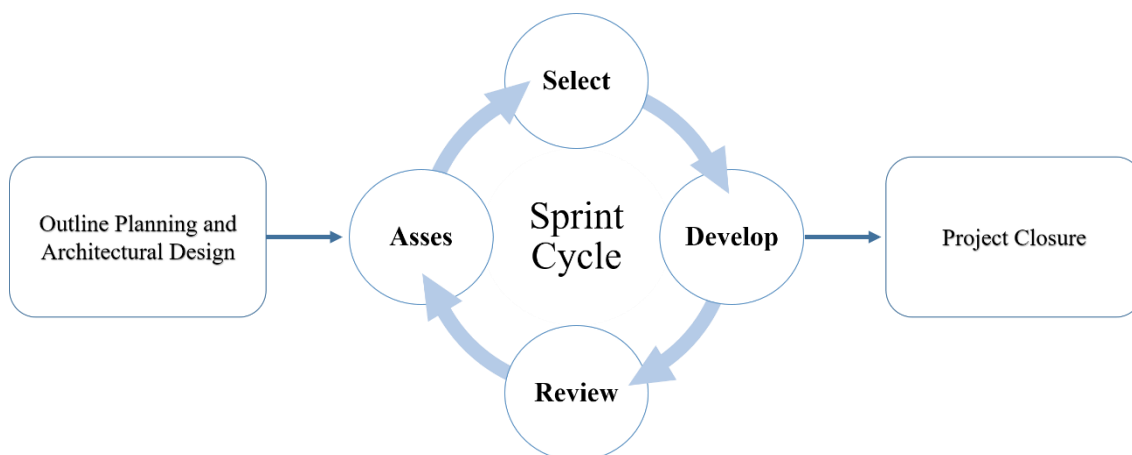 Select
Outline Planning and
Architectural Design
Asses
Sprint
Cycle
Develop
Project Closure
Review